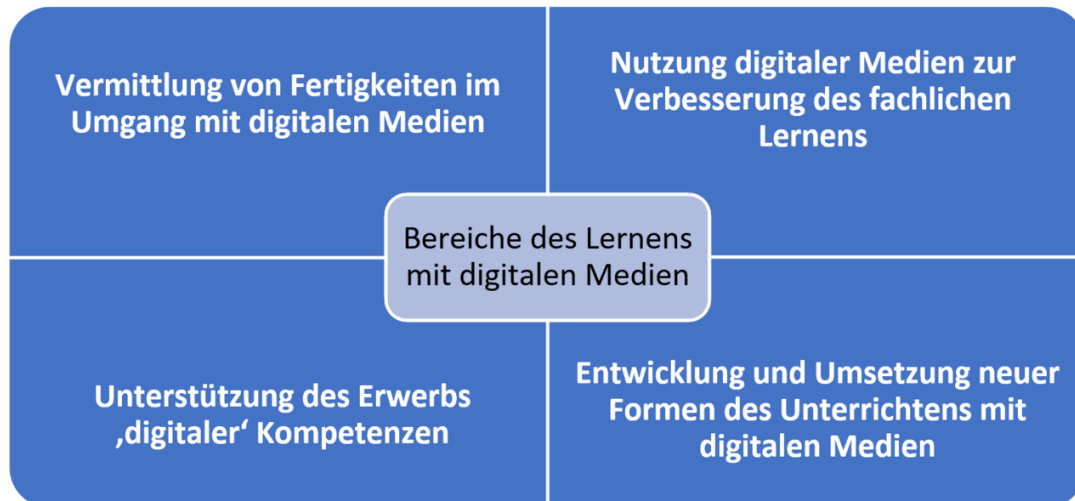 Vermittlung von Fertigkeiten im
Umgang mit digitalen Medien
Nutzung digitaler Medien zur
Verbesserung des fachlichen
Lernens
Bereiche des Lernens
mit digitalen Medien
Unterstützung des Erwerbs
‚digitaler‘ Kompetenzen
Entwicklung und Umsetzung neuer
Formen des Unterrichtens mit
digitalen Medien